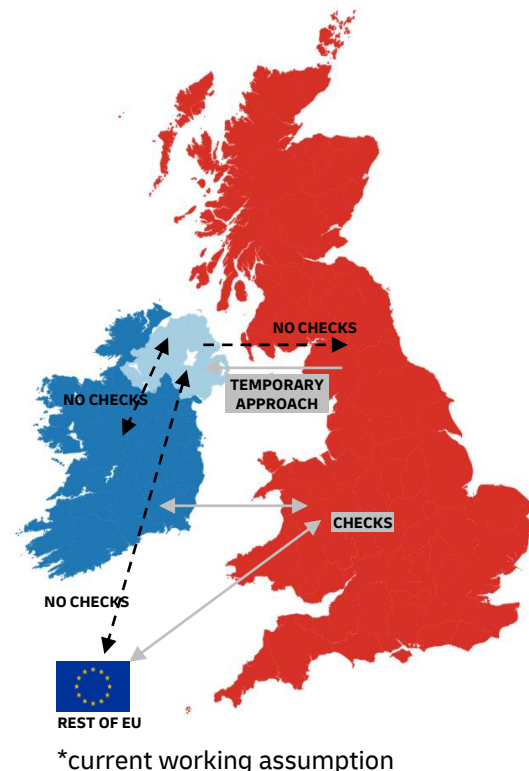 NO CHECKS
TEMPORARY
APPROACH
NO CHECKS
CHECKS
NO CHECKS
REST OF EU
*current working assumption